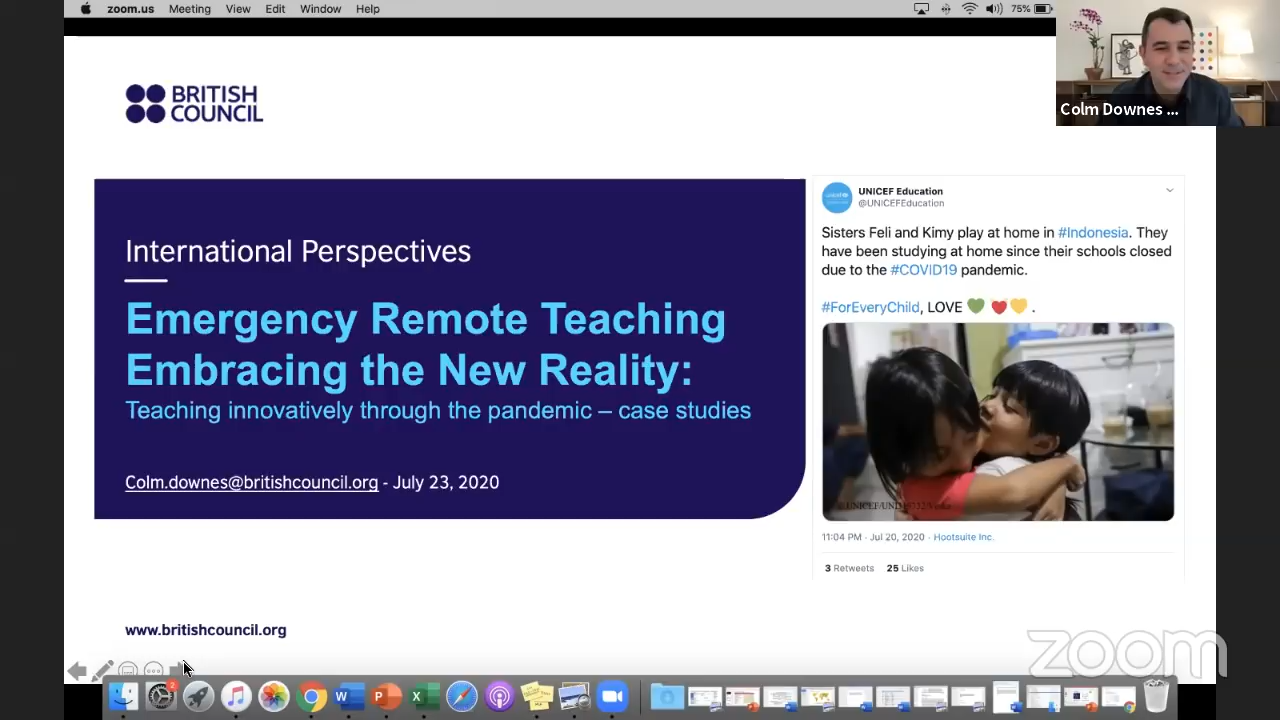 zoom.us Meeting View Edit Window Help
75%
Colm Downes ...
BRITISH
COUNCIL
International Perspectives
Emergency Remote Teaching
Embracing the New Reality:
Teaching innovatively through the pandemic – case studies
Colm.downes@britishcouncil.org - July 23, 2020
www.britishcouncil.org
UNICEF Education
@UNICEFEducation
Sisters Feli and Kimy play at home in #Indonesia. They
have been studying at home since their schools closed
due to the #COVID19 pandemic.
#ForEveryChild, LOVE 💚 ❤️💛 .
11:04 PM · Jul 20, 2020 · Hootsuite Inc.
3 Retweets 25 Likes
zoom
2